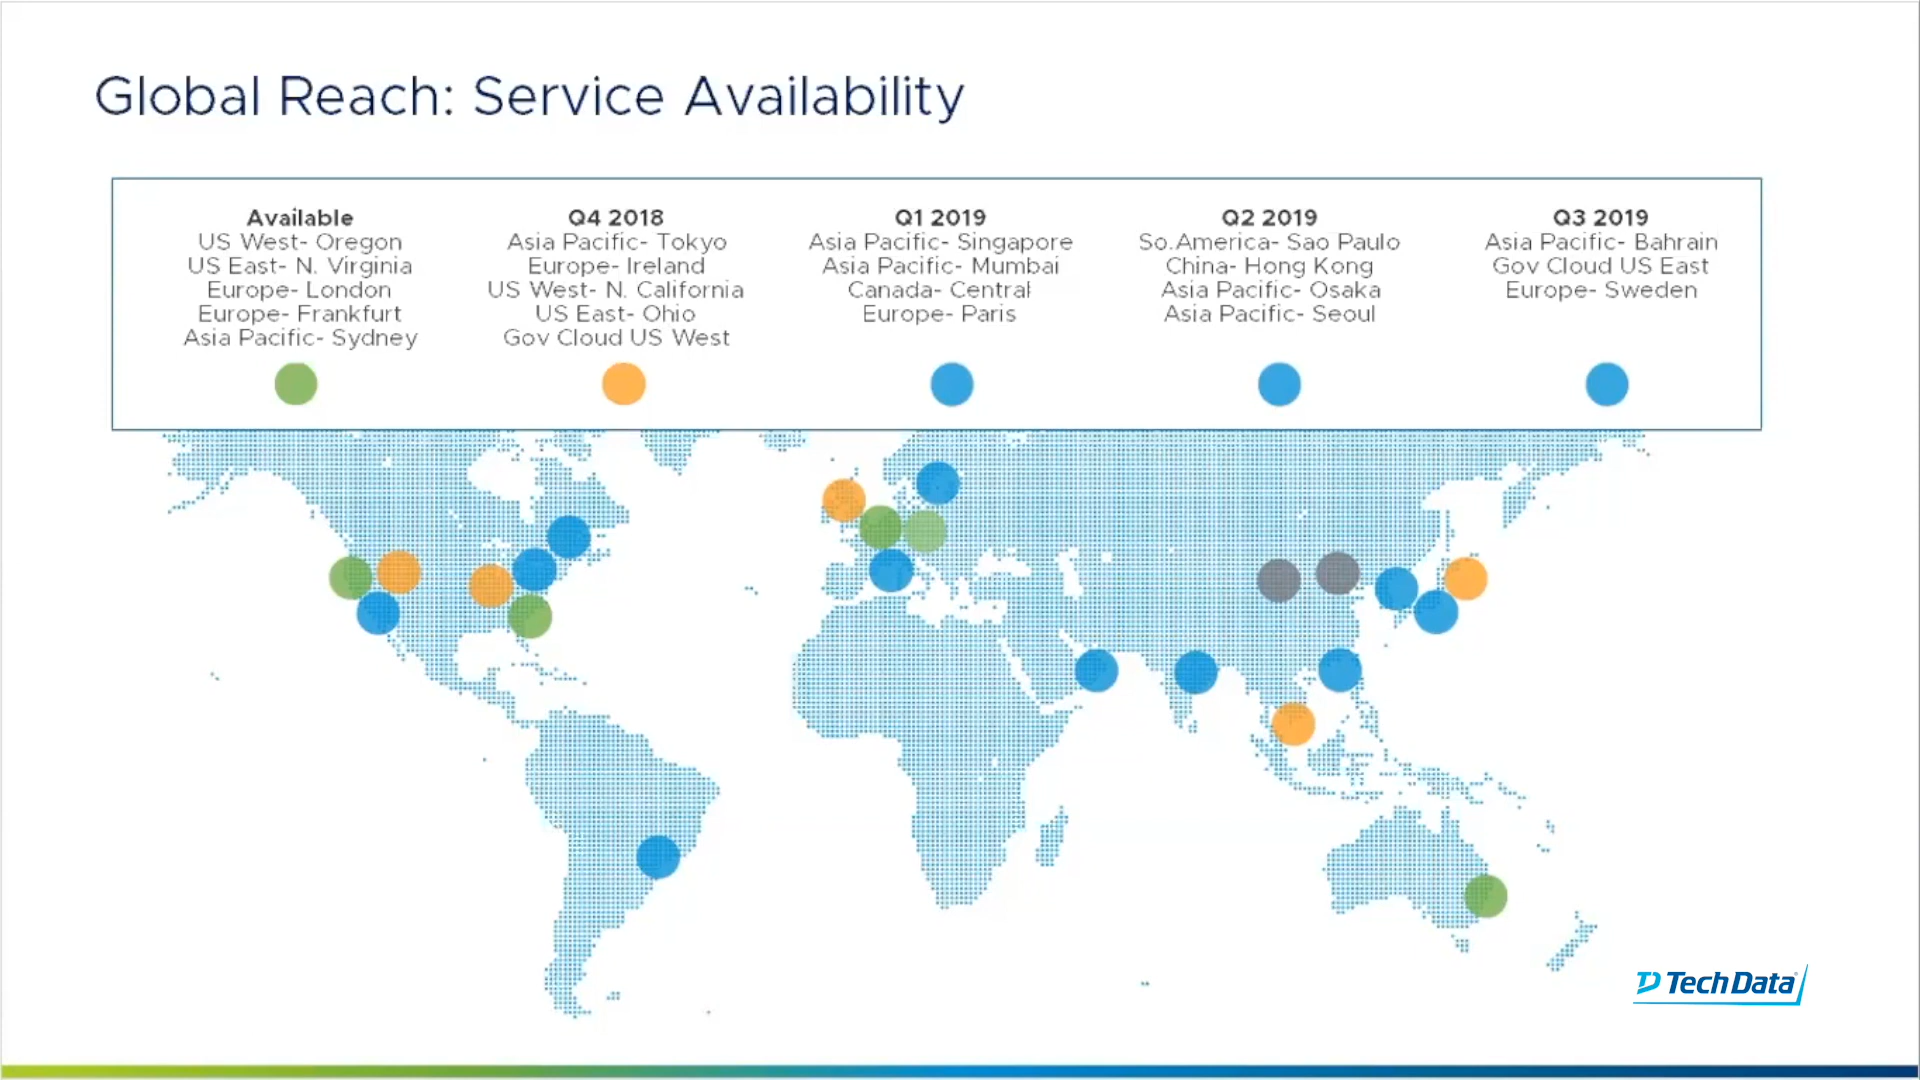 Global Reach: Service Availability
Available
US West- Oregon
US East- N. Virginia
Europe- London
Europe- Frankfurt
Asia Pacific- Sydney
Q4 2018
Asia Pacific- Tokyo
Europe- Ireland
US West- N. California
US East- Ohio
Gov Cloud US West
Q1 2019
Asia Pacific- Singapore
Asia Pacific- Mumbai
Canada- Central
Europe- Paris
Q2 2019
So.America- Sao Paulo
China- Hong Kong
Asia Pacific- Osaka
Asia Pacific- Seoul
Q3 2019
Asia Pacific- Bahrain
Gov Cloud US East
Europe- Sweden
Tech Data